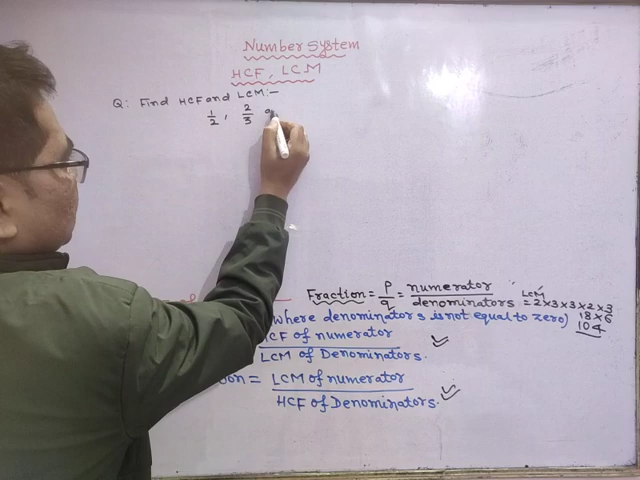 Number System
HCF, LCM
Q: Find HCF and LCM:-
1/2, 2/3
Fraction = P/q = numerator/denominators
LCM
= 2×3×3×2×3
(where denominators is not equal to zero)
18×6
104
HCF of numerator
LCM of Denominators.
= LCM of numerator
HCF of Denominators.